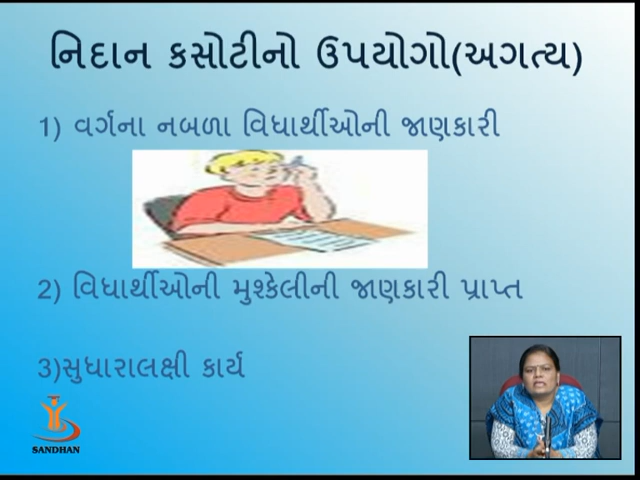 નિદાન કસોટીનો ઉપયોગો(અગત્ય)
1) વર્ગના નબળા વિધાર્થીઓની જાણકારી
2) વિધાર્થીઓની મુશ્કેલીની જાણકારી પ્રાપ્ત
3)સુધારાલક્ષી કાર્ય
SANDHAN